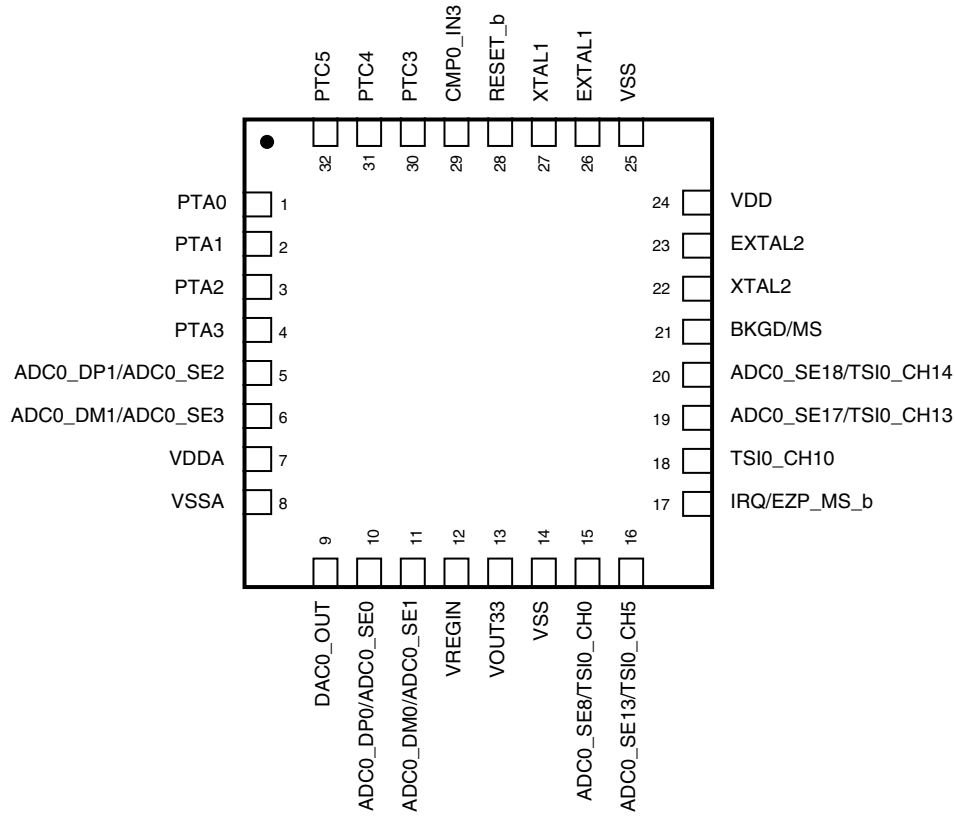 PTC5
PTC4
PTC3
CMP0_IN3
RESET_b
XTAL1
EXTAL1
VSS
32
31
30
29
28
27
26
25
PTA0 1
PTA1 2
PTA2 3
PTA3 4
ADC0_DP1/ADC0_SE2 5
ADC0_DM1/ADC0_SE3 6
VDDA 7
VSSA 8
24 VDD
23 EXTAL2
22 XTAL2
21 BKGD/MS
20 ADC0_SE18/TSI0_CH14
19 ADC0_SE17/TSI0_CH13
18 TSI0_CH10
17 IRQ/EZP_MS_b
9
10
11
12
13
14
15
16
DAC0_OUT
ADC0_DP0/ADC0_SE0
ADC0_DM0/ADC0_SE1
VREGIN
VOUT33
VSS
ADC0_SE8/TSI0_CH0
ADC0_SE13/TSI0_CH5